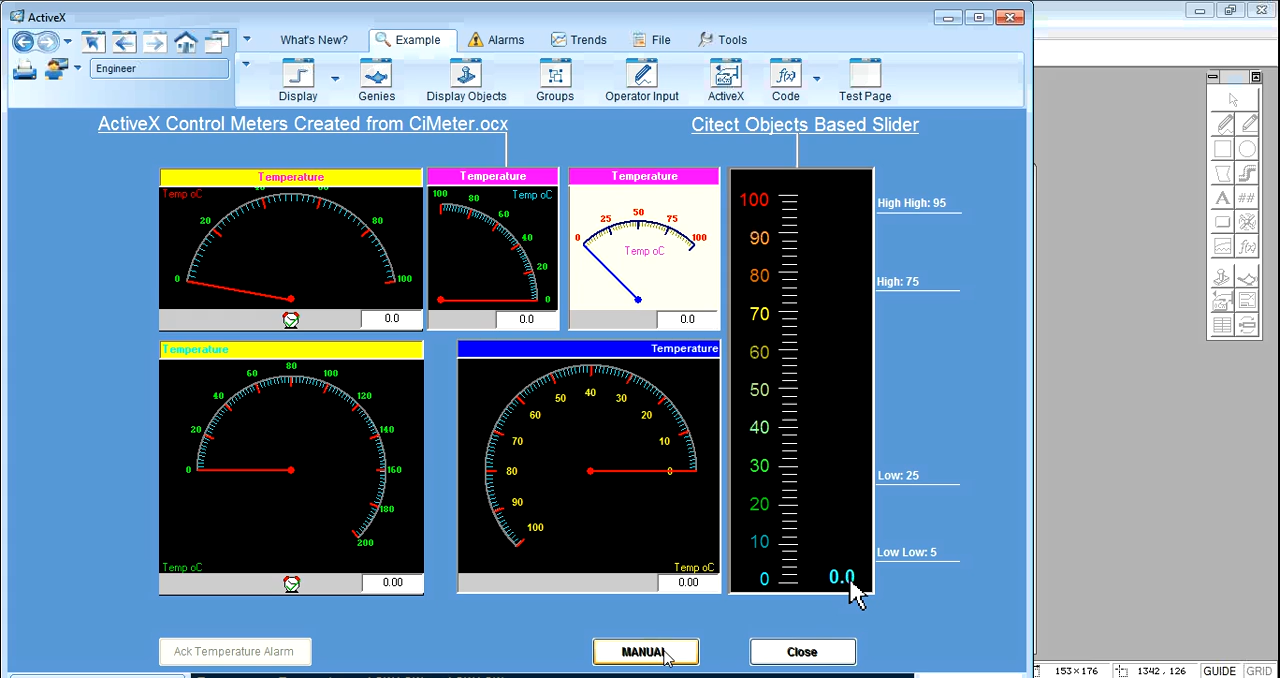 ActiveX
What's New?
Example
Alarms
Trends
File
Tools
Engineer
Display
Genies
Display Objects
Groups
Operator Input
ActiveX
Code
Test Page
ActiveX Control Meters Created from CiMeter.ocx
Citect Objects Based Slider
Temperature
Temp oC
0 20 40 60 80 100
0.0
Temperature
Temp oC
100 80 60 40 20 0
0.0
Temperature
0 25 50 75 100
Temp oC
0.0
Temperature
0 20 40 60 80 100 120 140 160 180 200
Temp oC
0.00
Temperature
100 90 80 70 60 50 40 30 20 10 0
Temp oC
0.00
100
90
80
70
60
50
40
30
20
10
0
0.0
High High: 95
High: 75
Low: 25
Low Low: 5
Ack Temperature Alarm
MANUAL
Close
153×176
1342, 126
GUIDE
GRID